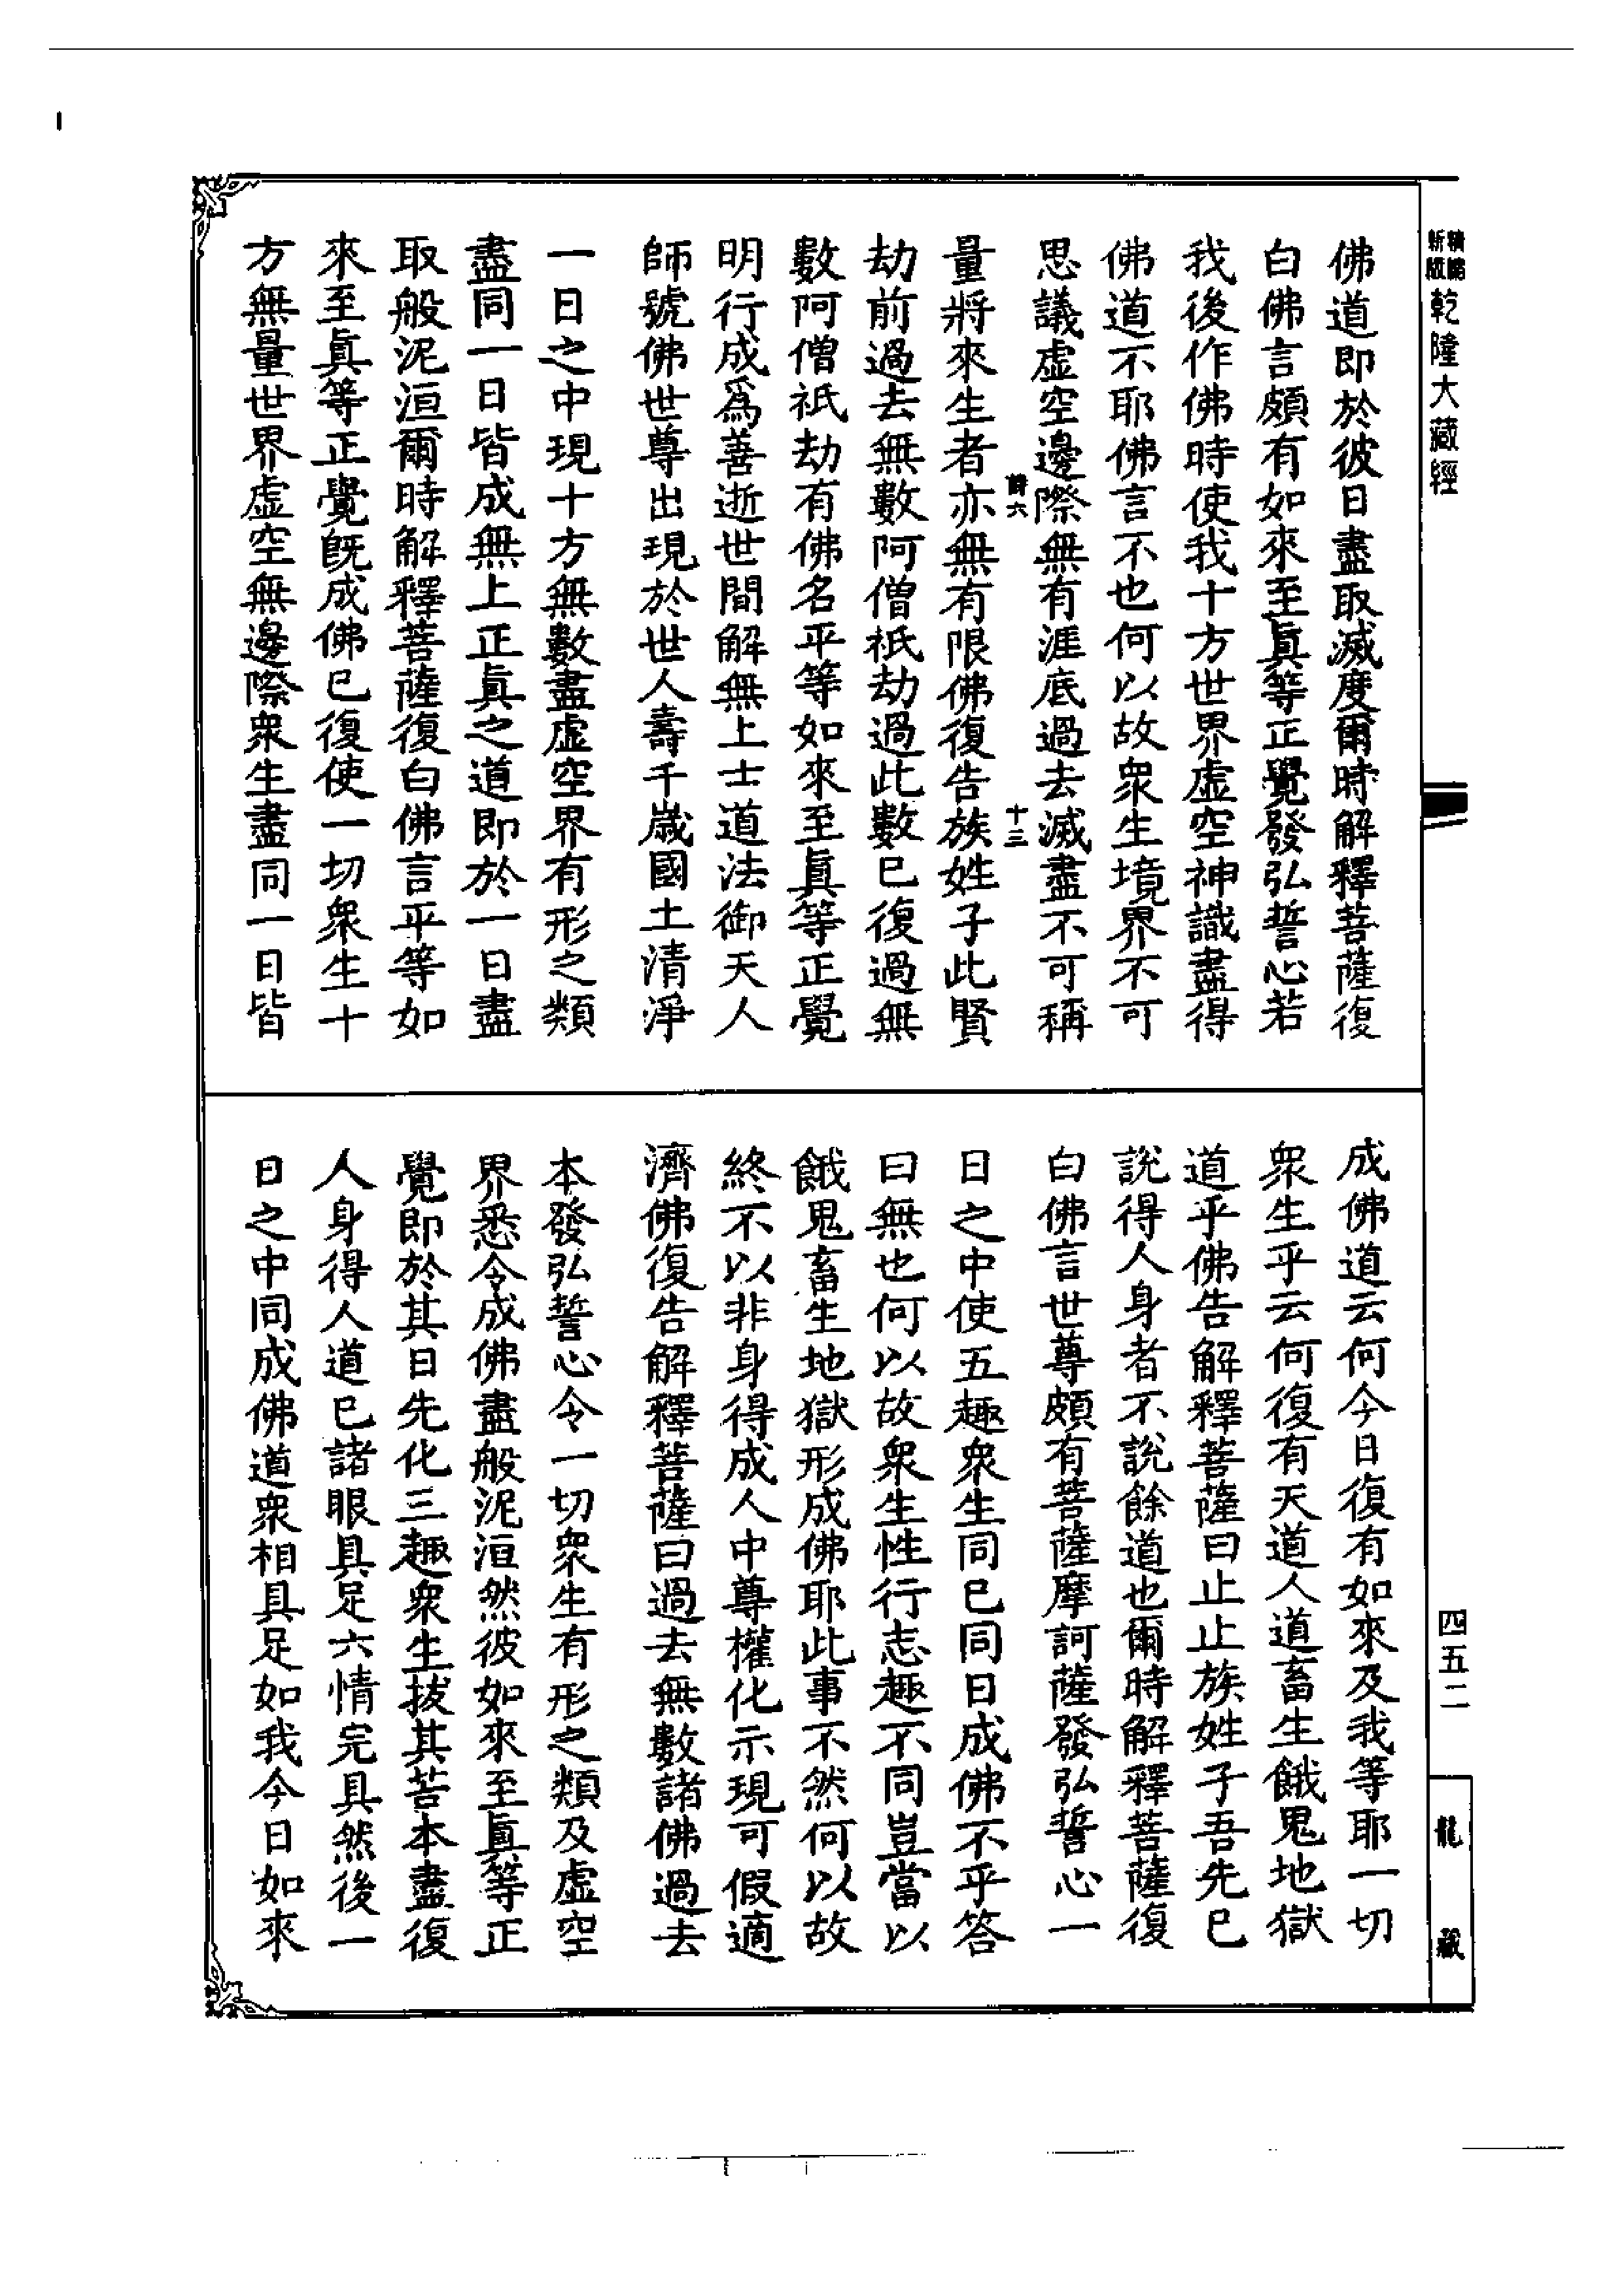 精縮新版 乾隆大藏經
佛道即於彼日盡取滅度爾時解釋菩薩復
白佛言頗有如來至眞等正覺發弘誓心若
我後作佛時使我十方世界虛空神識盡得
佛道不耶佛言不也何以故衆生境界不可
思議虛空邊際無有涯底過去滅盡不可稱
詩六 十三
量將來生者亦無有限佛復告族姓子此賢
劫前過去無數阿僧祇劫過此數已復過無
數阿僧祇劫有佛名平等如來至眞等正覺
明行成爲善逝世間解無上士道法御天人
師號佛世尊出現於世人壽千歲國土清淨
一日之中現十方無數盡虛空界有形之類
盡同一日皆成無上正眞之道即於一日盡
取般泥洹爾時解釋菩薩復白佛言平等如
來至眞等正覺旣成佛已復使一切衆生十
方無量世界虛空無邊際衆生盡同一日皆
成佛道云何今日復有如來及我等耶一切
衆生乎云何復有天道人道畜生餓鬼地獄
道乎佛告解釋菩薩曰止止族姓子吾先已
說得人身者不說餘道也爾時解釋菩薩復
白佛言世尊頗有菩薩摩訶薩發弘誓心一
日之中使五趣衆生同已同日成佛不乎答
曰無也何以故衆生性行志趣不同豈當以
餓鬼畜生地獄形成佛耶此事不然何以故
終不以非身得成人中尊權化示現可假適
濟佛復告解釋菩薩曰過去無數諸佛過去
本發弘誓心令一切衆生有形之類及虛空
界悉令成佛盡般泥洹然彼如來至眞等正
覺即於其日先化三趣衆生拔其苦本盡復
人身得人道已諸眼具足六情完具然後一
日之中同成佛道衆相具足如我今日如來
四五二
龍藏